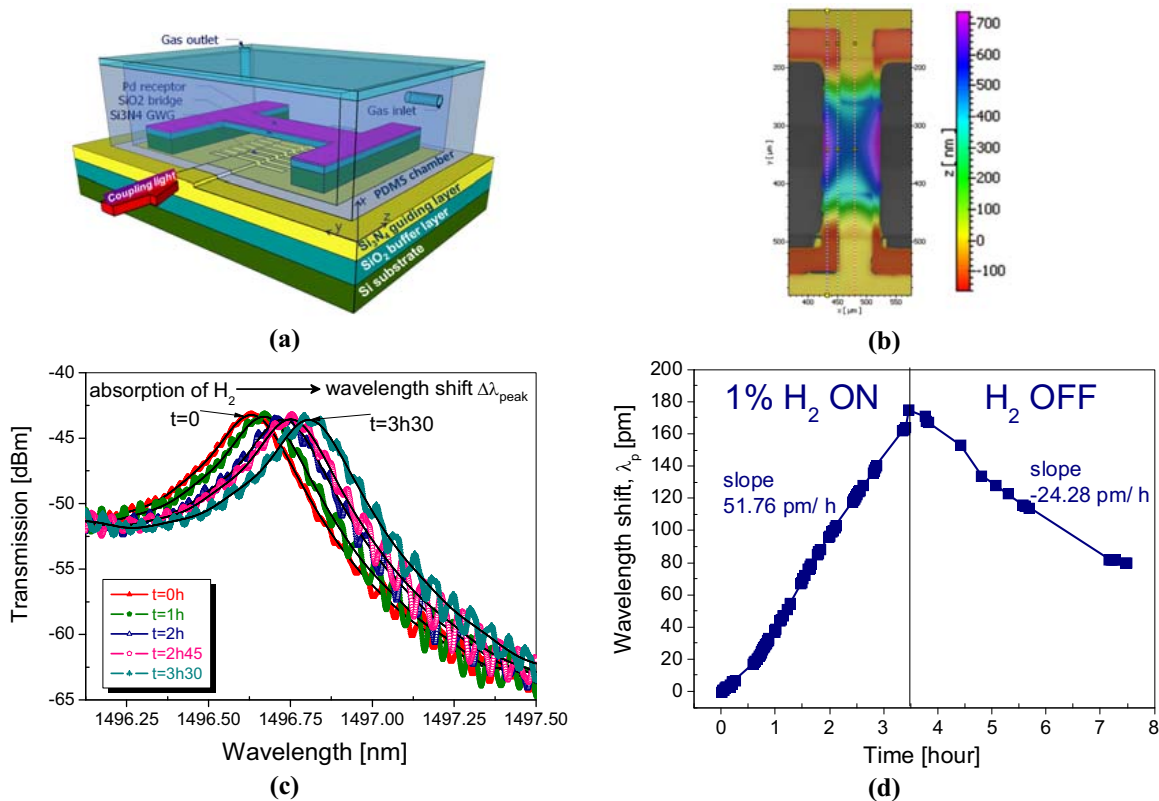 Gas outlet
Pd receptor
SiO2 bridge
Si3N4 GWG
Gas inlet
Coupling light
PDMS chamber
z
y
Si₃N₄ guiding layer
SiO₂ buffer layer
Si substrate
(a)
200
300
400
500
Y [ µm ]
200
300
400
500
400
450
500
550
x [ µm ]
700
600
500
400
300
200
100
0
-100
z [ nm ]
(b)
absorption of H₂
wavelength shift Δλpeak
t=0
t=3h30
-40
-45
-50
-55
-60
-65
Transmission [dBm]
t=0h
t=1h
t=2h
t=2h45
t=3h30
1496.25
1496.50
1496.75
1497.00
1497.25
1497.50
Wavelength [nm]
(c)
1% H₂ ON
H₂ OFF
slope
51.76 pm/ h
slope
-24.28 pm/ h
200
180
160
140
120
100
80
60
40
20
0
Wavelength shift, λp [pm]
0
1
2
3
4
5
6
7
8
Time [hour]
(d)